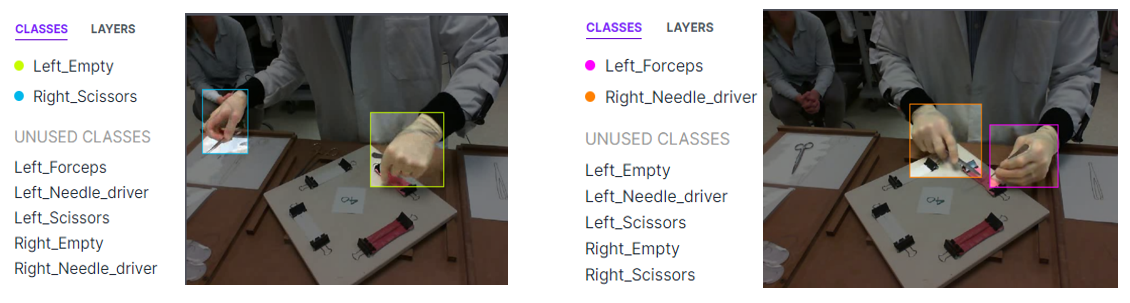 CLASSES LAYERS
Left_Empty
Right_Scissors
UNUSED CLASSES
Left_Forceps
Left_Needle_driver
Left_Scissors
Right_Empty
Right_Needle_driver
CLASSES LAYERS
Left_Forceps
Right_Needle_driver
UNUSED CLASSES
Left_Empty
Left_Needle_driver
Left_Scissors
Right_Empty
Right_Scissors